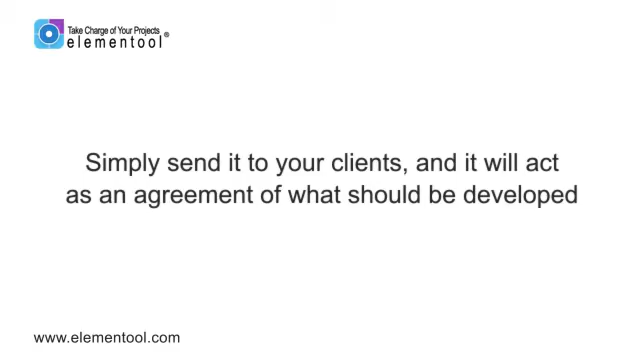 Take Charge of Your Projects
elementool®
Simply send it to your clients, and it will act
as an agreement of what should be developed
www.elementool.com